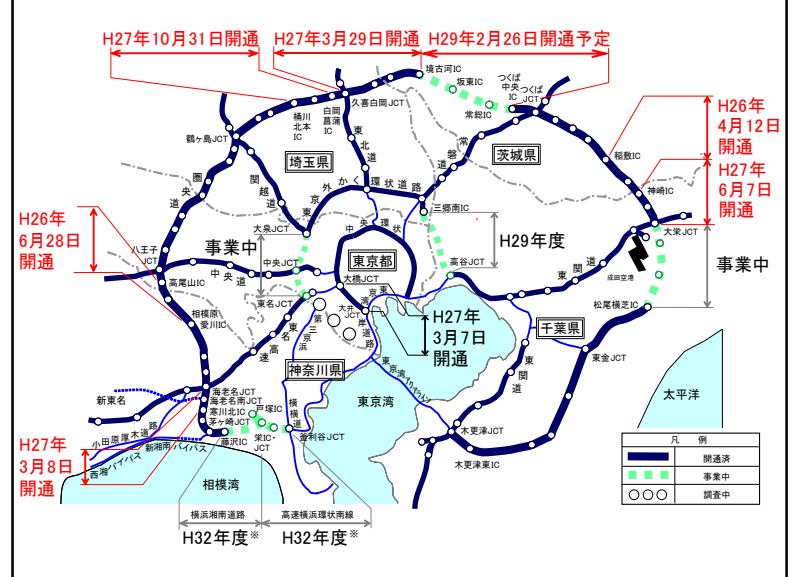 H27年10月31日開通
H27年3月29日開通
H29年2月26日開通予定
境古河IC
坂東IC
常総IC
つくば
中央
IC
つくば
JCT
久喜白岡JCT
白岡
菖蒲
IC
桶川
北本
IC
鶴ヶ島JCT
東北道
常磐道
茨城県
埼玉県
H26年
4月12日
開通
稲敷IC
H27年
6月7日
開通
神崎IC
圏央道
関越道
東京外かく環状道路
三郷南IC
中央環状
大泉JCT
大栄JCT
H26年
6月28日
開通
八王子
JCT
事業中
中央道
中央JCT
東京都
H29年度
高谷JCT
東関道
成田空港
事業中
高尾山IC
大橋JCT
東名JCT
大井
JCT
東京湾岸道路
H27年
3月7日
開通
松尾横芝IC
相模原
愛川IC
東名高速
第三京浜
神奈川県
千葉県
東金JCT
東関道
東京湾アクアライン
東京湾
太平洋
新東名
海老名JCT
海老名南JCT
寒川北IC
茅ヶ崎JCT
戸塚IC
横横道
藤沢IC
栄IC・
JCT
釜利谷JCT
木更津JCT
木更津東IC
小田原厚木道路
新湘南バイパス
西湘バイパス
H27年
3月8日
開通
相模湾
凡 例
開通済
事業中
調査中
横浜湘南道路
高速横浜環状南線
H32年度※
H32年度※